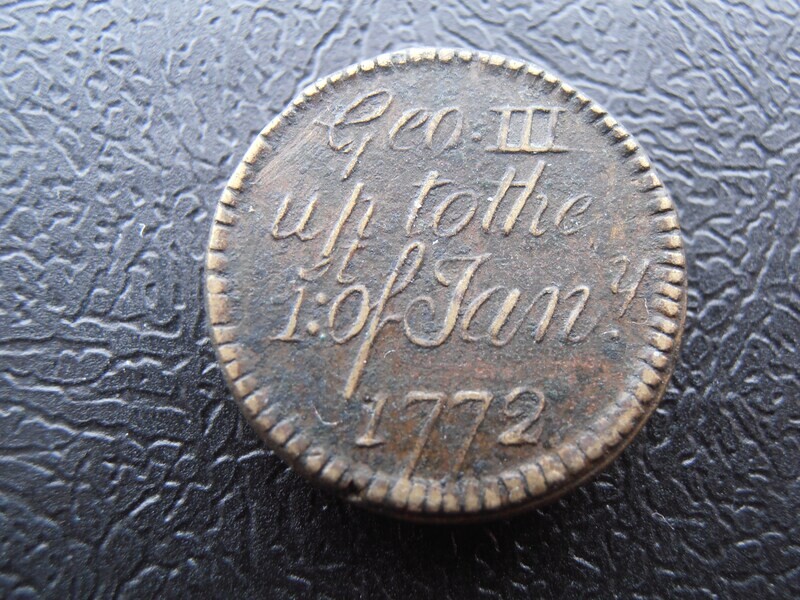 Geo: III
up to the
1:st of Jan.y
1772.